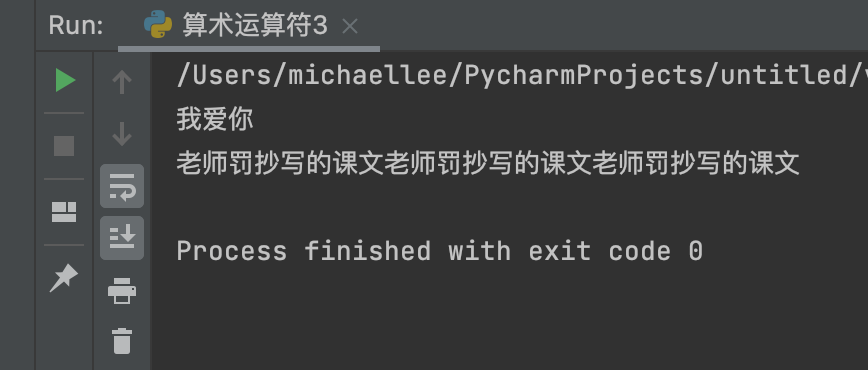 Run: 算术运算符3
/Users/michaellee/PycharmProjects/untitled/
我爱你
老师罚抄写的课文老师罚抄写的课文老师罚抄写的课文
Process finished with exit code 0